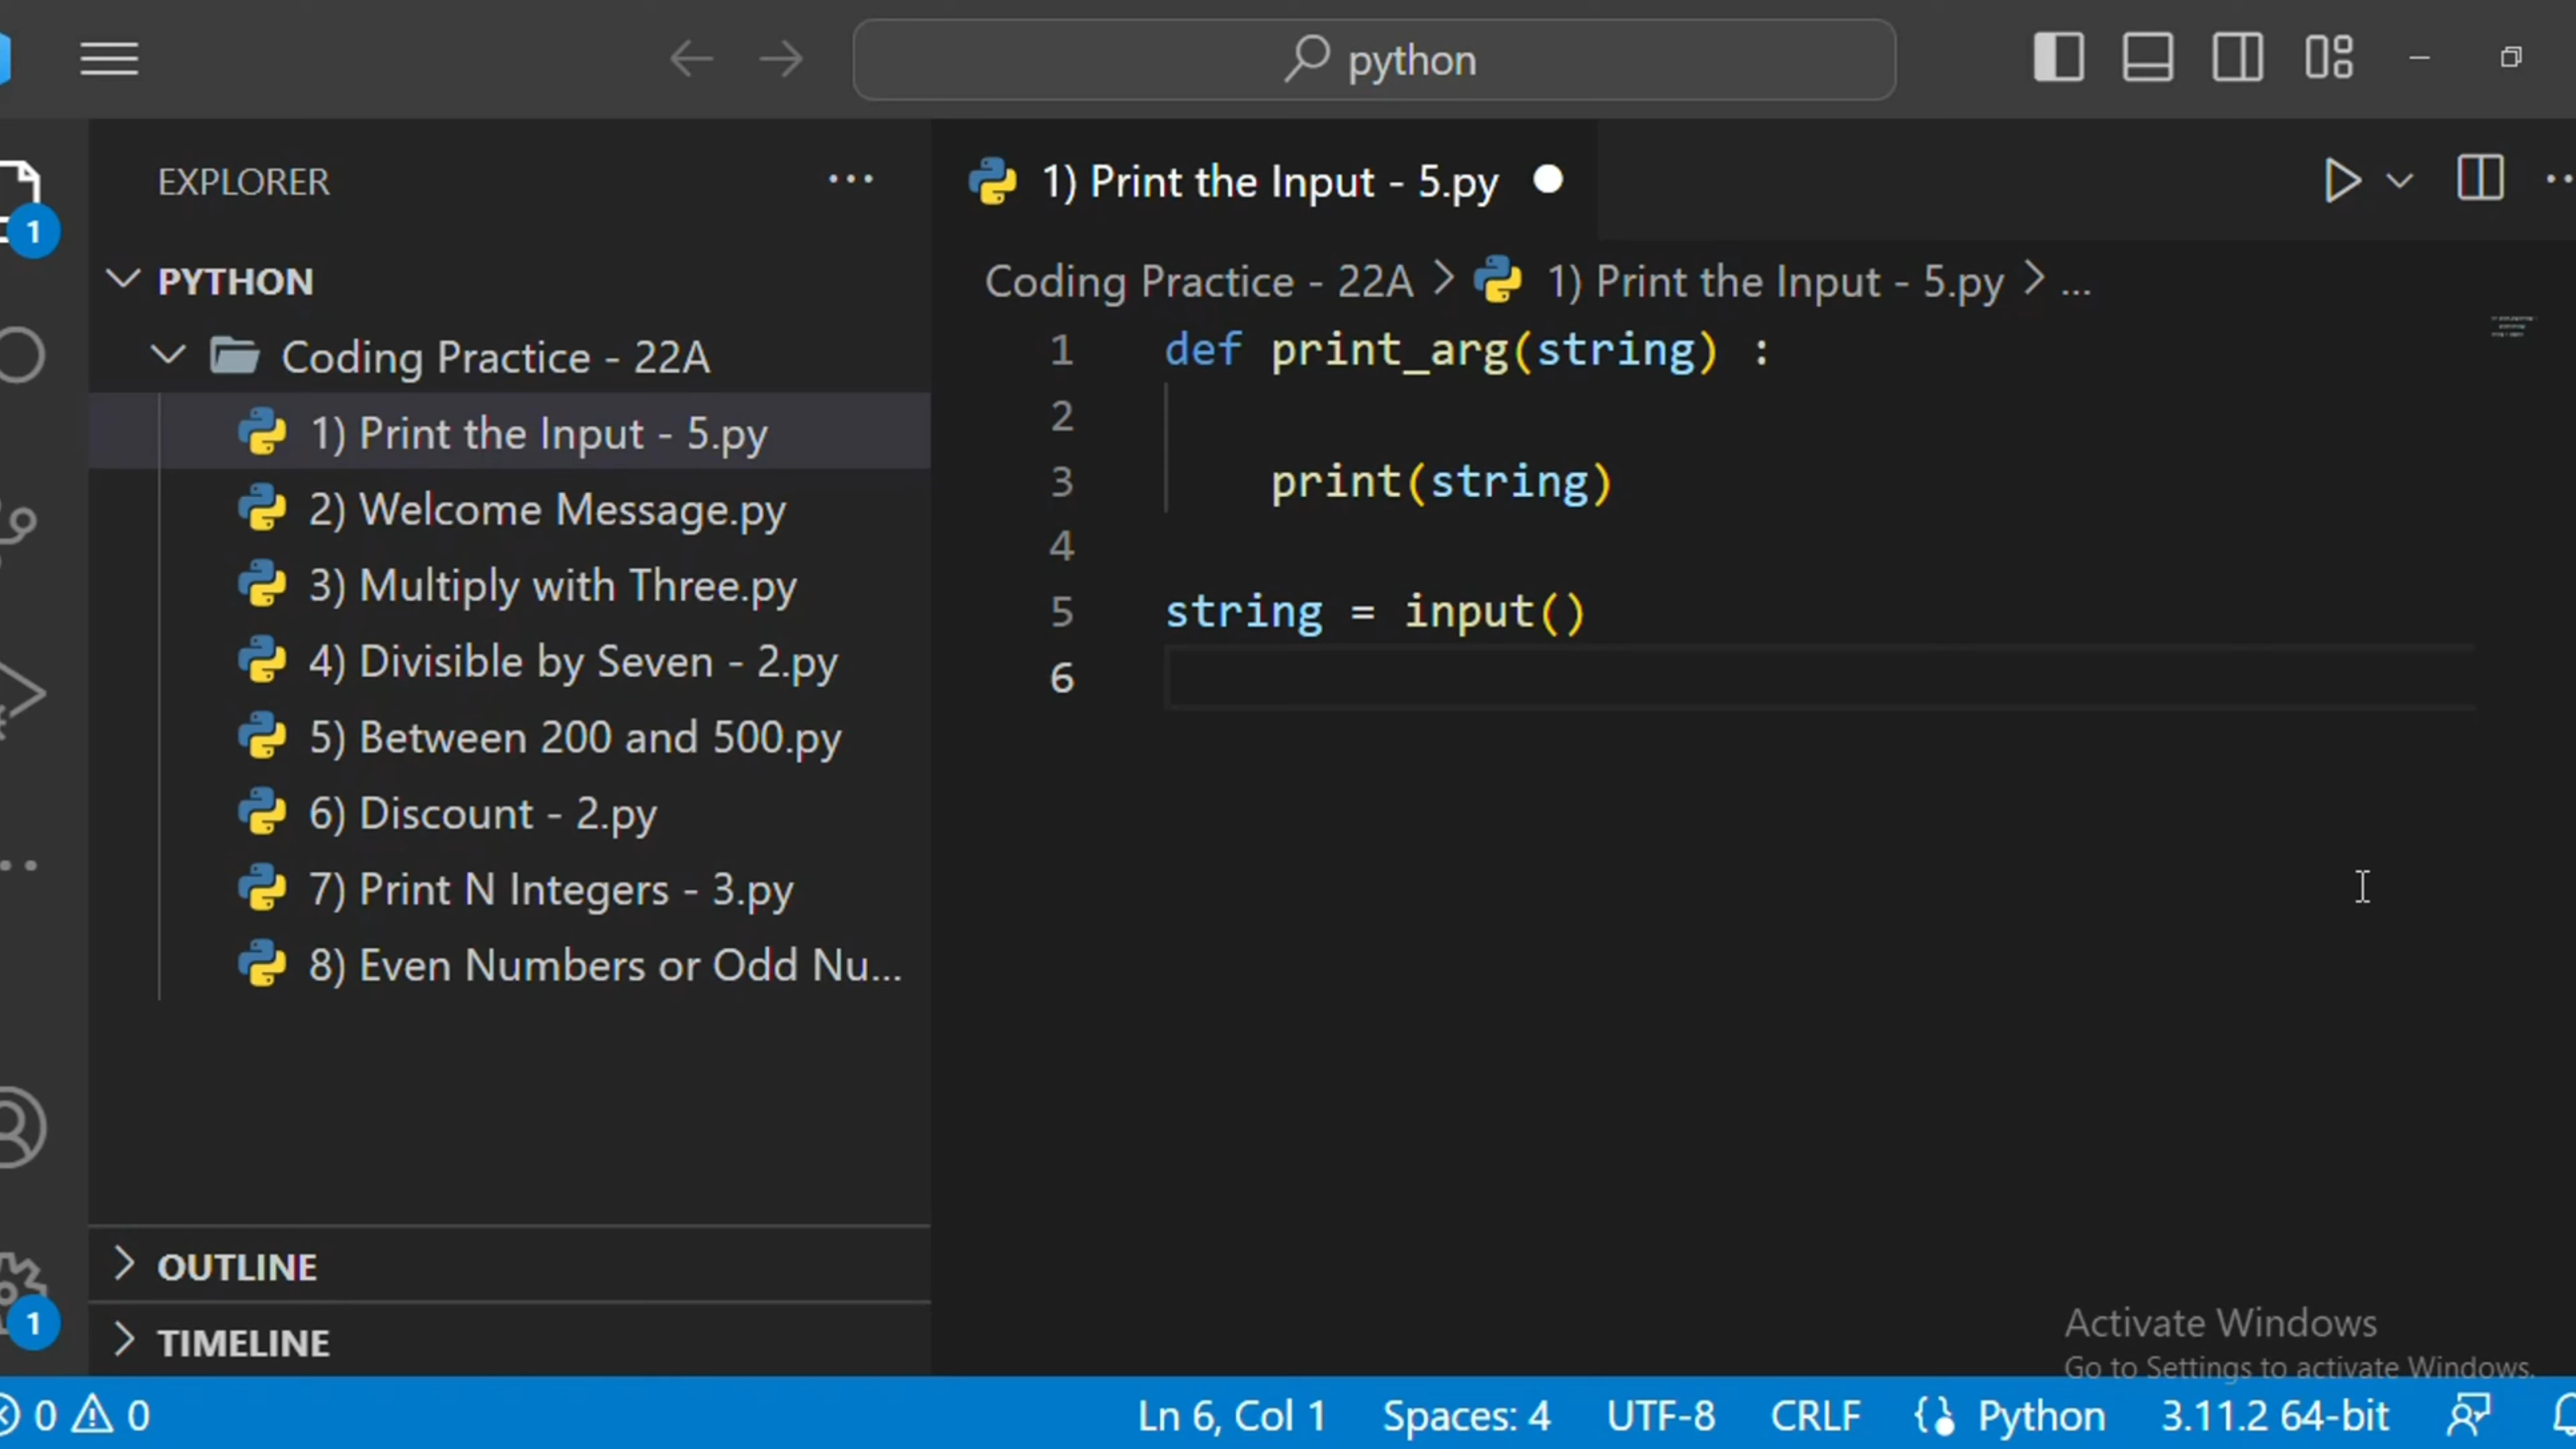 python
EXPLORER
1) Print the Input - 5.py
1
PYTHON
Coding Practice - 22A > 1) Print the Input - 5.py > ...
Coding Practice - 22A
1) Print the Input - 5.py
2) Welcome Message.py
3) Multiply with Three.py
4) Divisible by Seven - 2.py
5) Between 200 and 500.py
6) Discount - 2.py
7) Print N Integers - 3.py
8) Even Numbers or Odd Nu...
1 def print_arg(string) :
2
3 print(string)
4
5 string = input()
6
OUTLINE
1
TIMELINE
Activate Windows
Go to Settings to activate Windows.
0 0
Ln 6, Col 1 Spaces: 4 UTF-8 CRLF Python 3.11.2 64-bit